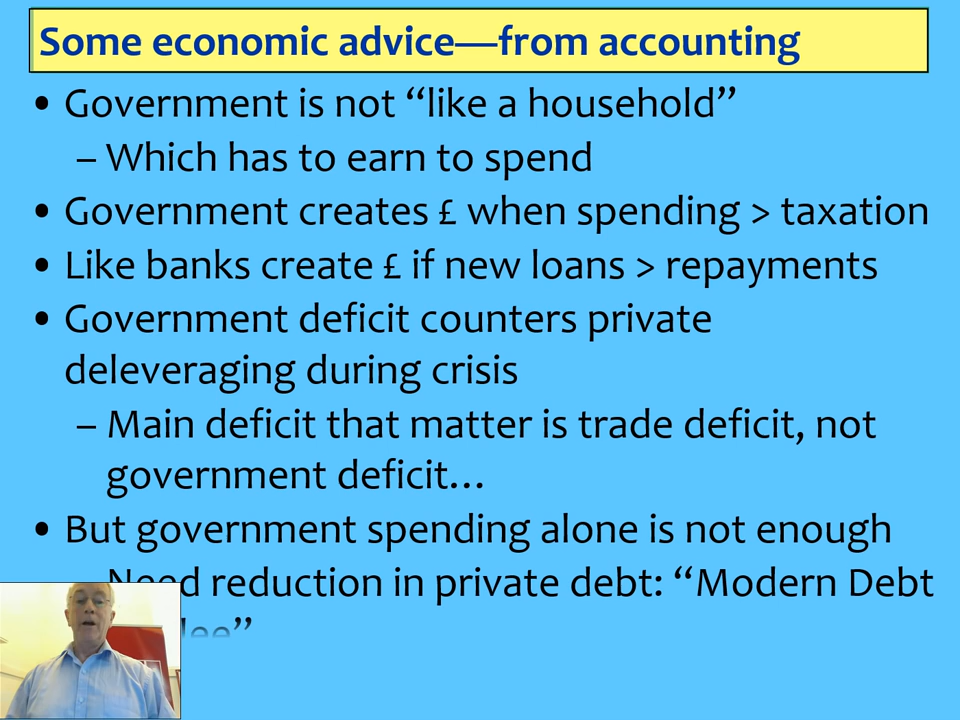 Some economic advice—from accounting
• Government is not “like a household”
– Which has to earn to spend
• Government creates £ when spending > taxation
• Like banks create £ if new loans > repayments
• Government deficit counters private
deleveraging during crisis
– Main deficit that matter is trade deficit, not
government deficit…
• But government spending alone is not enough
– Need reduction in private debt: “Modern Debt